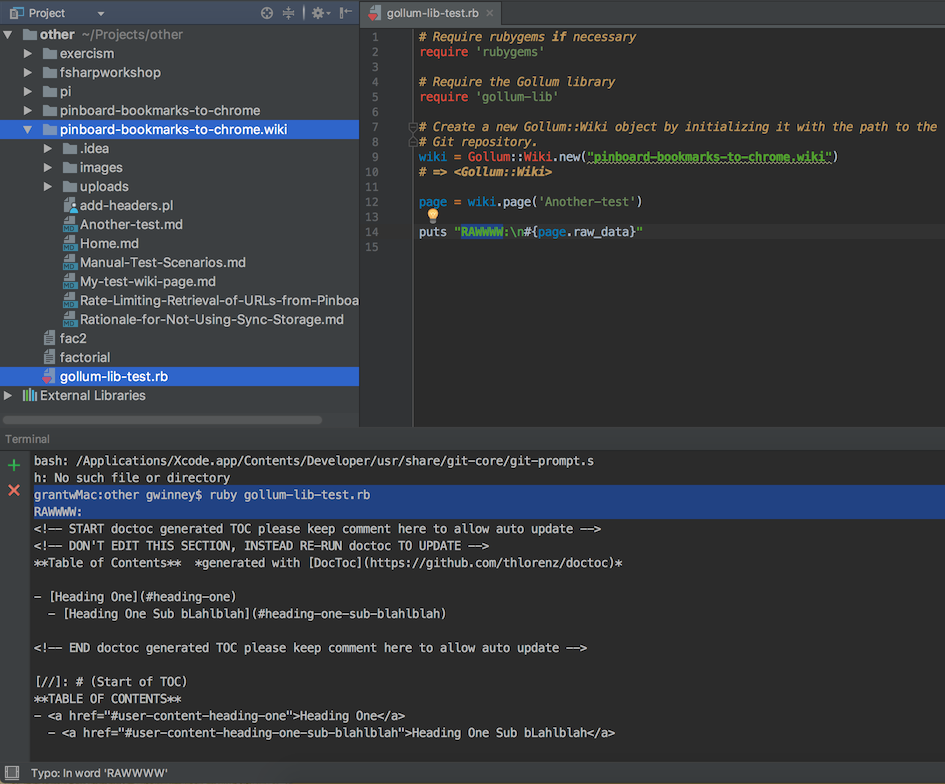 Project
other ~/Projects/other
exercism
fsharpworkshop
pi
pinboard-bookmarks-to-chrome
pinboard-bookmarks-to-chrome.wiki
.idea
images
uploads
add-headers.pl
Another-test.md
Home.md
Manual-Test-Scenarios.md
My-test-wiki-page.md
Rate-Limiting-Retrieval-of-URLs-from-Pinboa
Rationale-for-Not-Using-Sync-Storage.md
fac2
factorial
gollum-lib-test.rb
External Libraries
gollum-lib-test.rb
1 # Require rubygems if necessary
2 require 'rubygems'
3
4 # Require the Gollum library
5 require 'gollum-lib'
6
7 # Create a new Gollum::Wiki object by initializing it with the path to the
8 # Git repository.
9 wiki = Gollum::Wiki.new("pinboard-bookmarks-to-chrome.wiki")
10 # => <Gollum::Wiki>
11
12 page = wiki.page('Another-test')
13
14 puts "RAWWWW:\n#{page.raw_data}"
15
Terminal
bash: /Applications/Xcode.app/Contents/Developer/usr/share/git-core/git-prompt.s
h: No such file or directory
grantwMac:other gwinney$ ruby gollum-lib-test.rb
RAWWWW:
<!-- START doctoc generated TOC please keep comment here to allow auto update -->
<!-- DON'T EDIT THIS SECTION, INSTEAD RE-RUN doctoc TO UPDATE -->
**Table of Contents**  *generated with [DocToc](https://github.com/thlorenz/doctoc)*
- [Heading One](#heading-one)
  - [Heading One Sub bLahlblah](#heading-one-sub-blahlblah)
<!-- END doctoc generated TOC please keep comment here to allow auto update -->
[//]: # (Start of TOC)
**TABLE OF CONTENTS**
- <a href="#user-content-heading-one">Heading One</a>
  - <a href="#user-content-heading-one-sub-blahlblah">Heading One Sub bLahlblah</a>
Typo: In word 'RAWWWW'